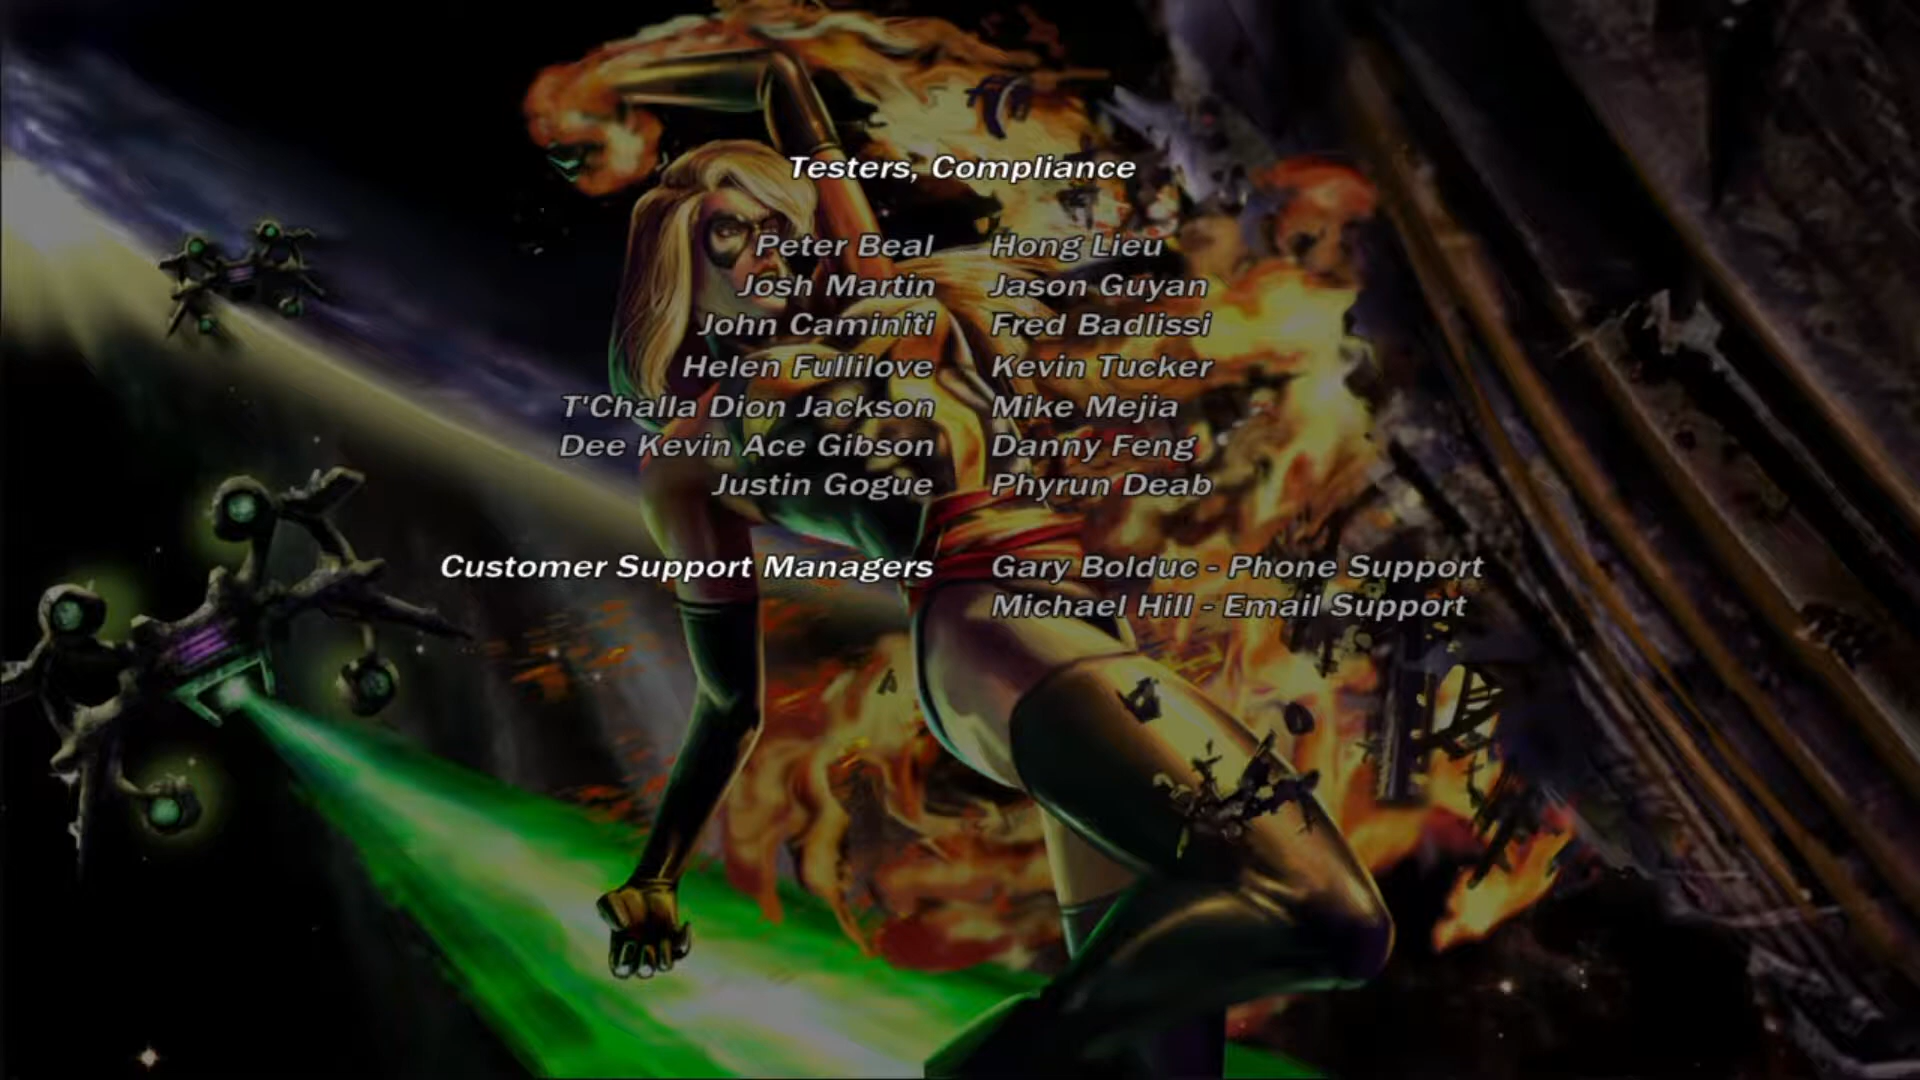 Testers, Compliance
Peter Beal Hong Lieu
Josh Martin Jason Guyan
John Caminiti Fred Badlissi
Helen Fullilove Kevin Tucker
T'Challa Dion Jackson Mike Mejia
Dee Kevin Ace Gibson Danny Feng
Justin Gogue Phyrun Deab
Customer Support Managers Gary Bolduc - Phone Support
Michael Hill - Email Support